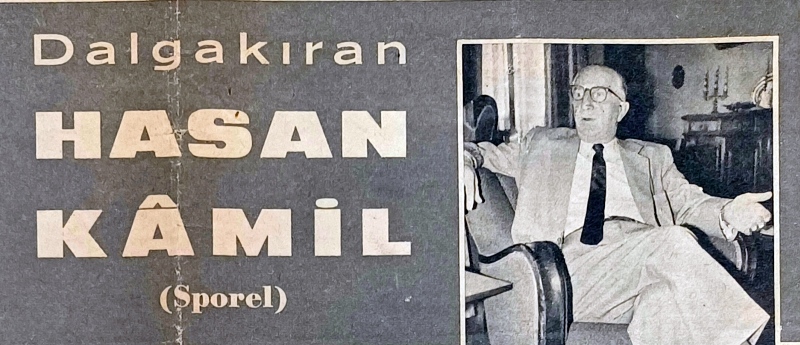 Dalgakıran
HASAN
KÂMİL
(Sporel)